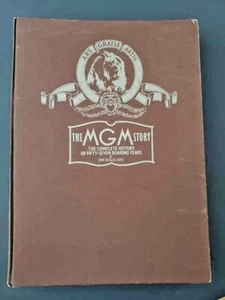 ARS GRATIA ARTIS
THE MGM STORY
THE COMPLETE HISTORY
OF FIFTY-SEVEN ROARING YEARS